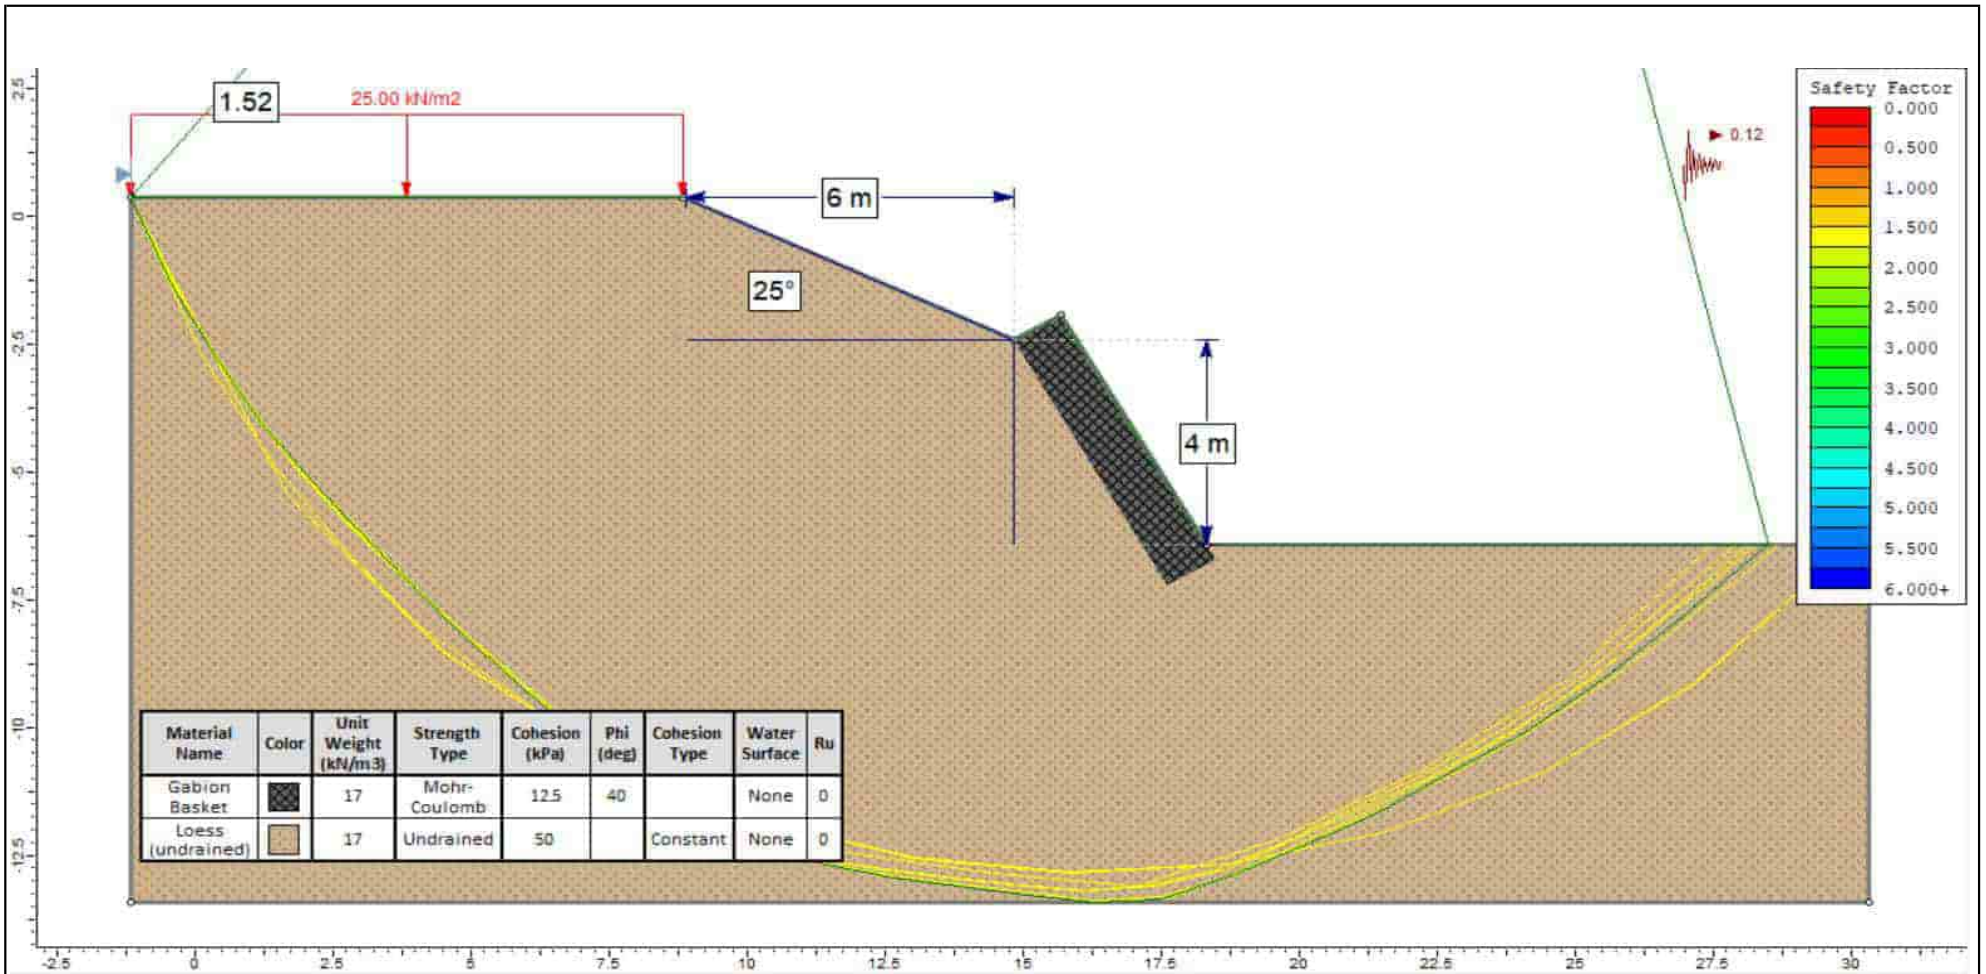 1.52
25.00 kN/m2
0.12
6 m
25°
4 m
Safety Factor
0.000
0.500
1.000
1.500
2.000
2.500
3.000
3.500
4.000
4.500
5.000
5.500
6.000+
2.5
0
-2.5
-5
-7.5
-10
-12.5
Material Name Color Unit Weight (kN/m3) Strength Type Cohesion (kPa) Phi (deg) Cohesion Type Water Surface Ru
Gabion Basket 17 Mohr-Coulomb 12.5 40 None 0
Loess (undrained) 17 Undrained 50 Constant None 0
-2.5 0 2.5 5 7.5 10 12.5 15 17.5 20 22.5 25 27.5 30